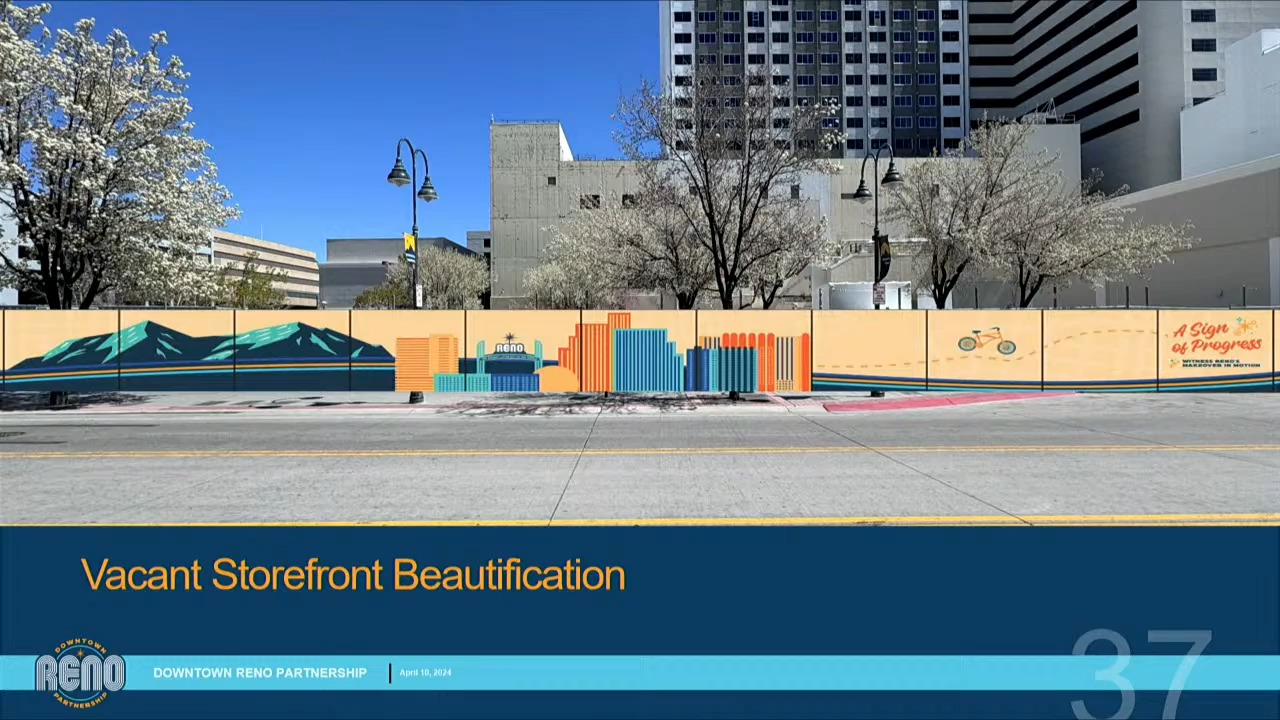 RENO
A Sign
of Progress
WITNESS RENO'S
MAKEOVER IN MOTION
Vacant Storefront Beautification
DOWNTOWN
RENO
PARTNERSHIP
DOWNTOWN RENO PARTNERSHIP
April 10, 2024
37